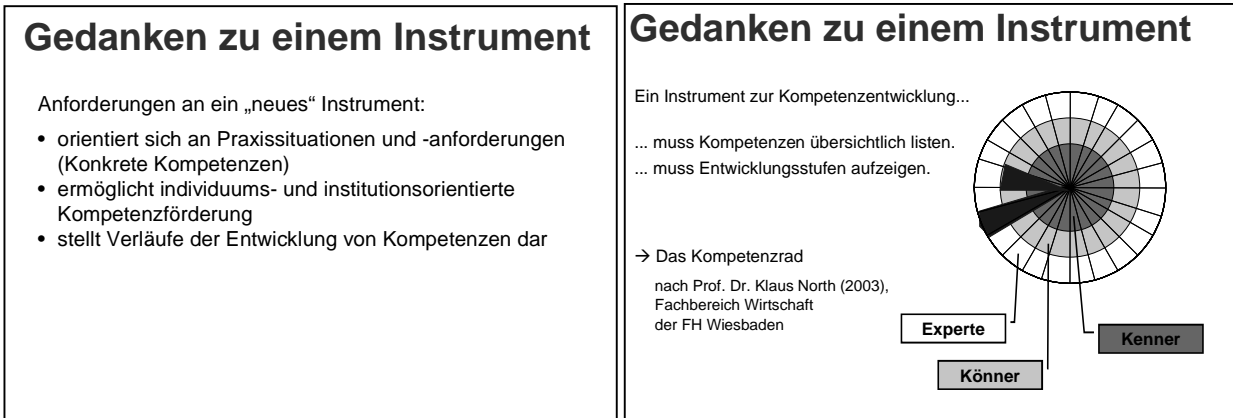 Gedanken zu einem Instrument
Anforderungen an ein „neues“ Instrument:
• orientiert sich an Praxissituationen und -anforderungen
(Konkrete Kompetenzen)
• ermöglicht individuums- und institutionsorientierte
Kompetenzförderung
• stellt Verläufe der Entwicklung von Kompetenzen dar
Gedanken zu einem Instrument
Ein Instrument zur Kompetenzentwicklung...
... muss Kompetenzen übersichtlich listen.
... muss Entwicklungsstufen aufzeigen.
→ Das Kompetenzrad
nach Prof. Dr. Klaus North (2003),
Fachbereich Wirtschaft
der FH Wiesbaden
Experte
Kenner
Könner